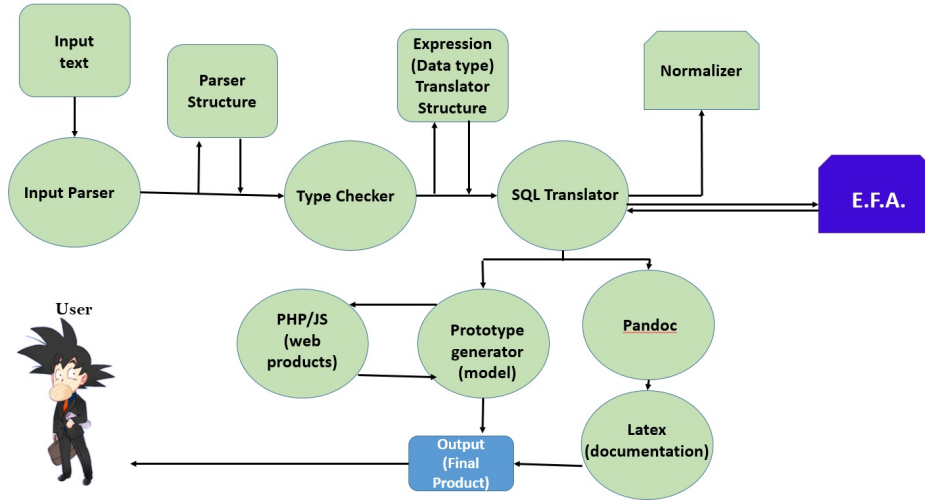 Input
text
Parser
Structure
Expression
(Data type)
Translator
Structure
Normalizer
Input Parser
Type Checker
SQL Translator
E.F.A.
User
PHP/JS
(web
products)
Prototype
generator
(model)
Pandoc
Latex
(documentation)
Output
(Final
Product)